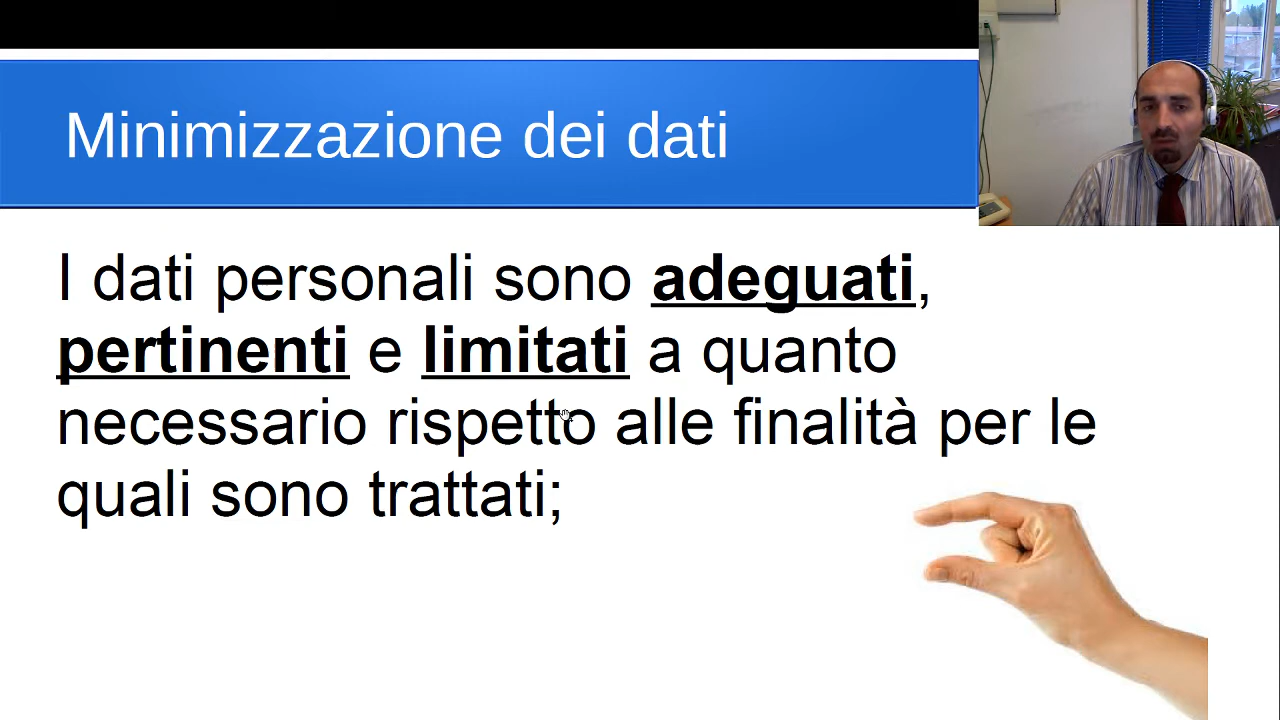 Minimizzazione dei dati
I dati personali sono adeguati,
pertinenti e limitati a quanto
necessario rispetto alle finalità per le
quali sono trattati;